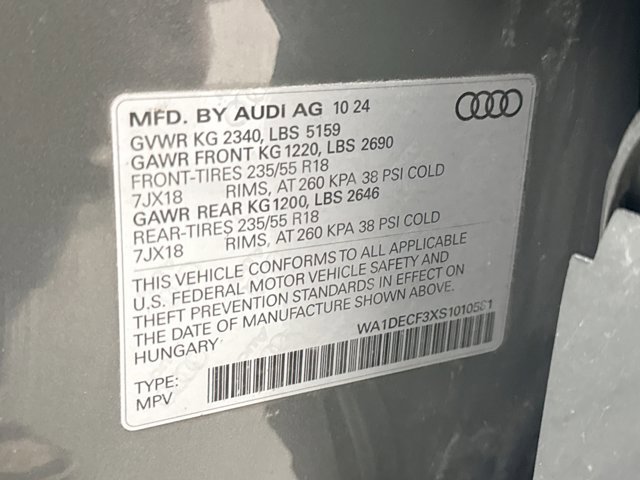 MFD. BY AUDI AG 10 24
GVWR KG 2340, LBS 5159
GAWR FRONT KG 1220, LBS 2690
FRONT-TIRES 235/55 R18
7JX18 RIMS, AT 260 KPA 38 PSI COLD
GAWR REAR KG1200, LBS 2646
REAR-TIRES 235/55 R18
7JX18 RIMS, AT 260 KPA 38 PSI COLD
THIS VEHICLE CONFORMS TO ALL APPLICABLE
U.S. FEDERAL MOTOR VEHICLE SAFETY AND
THEFT PREVENTION STANDARDS IN EFFECT ON
THE DATE OF MANUFACTURE SHOWN ABOVE.
HUNGARY WA1DECF3XS1010581
TYPE:
MPV